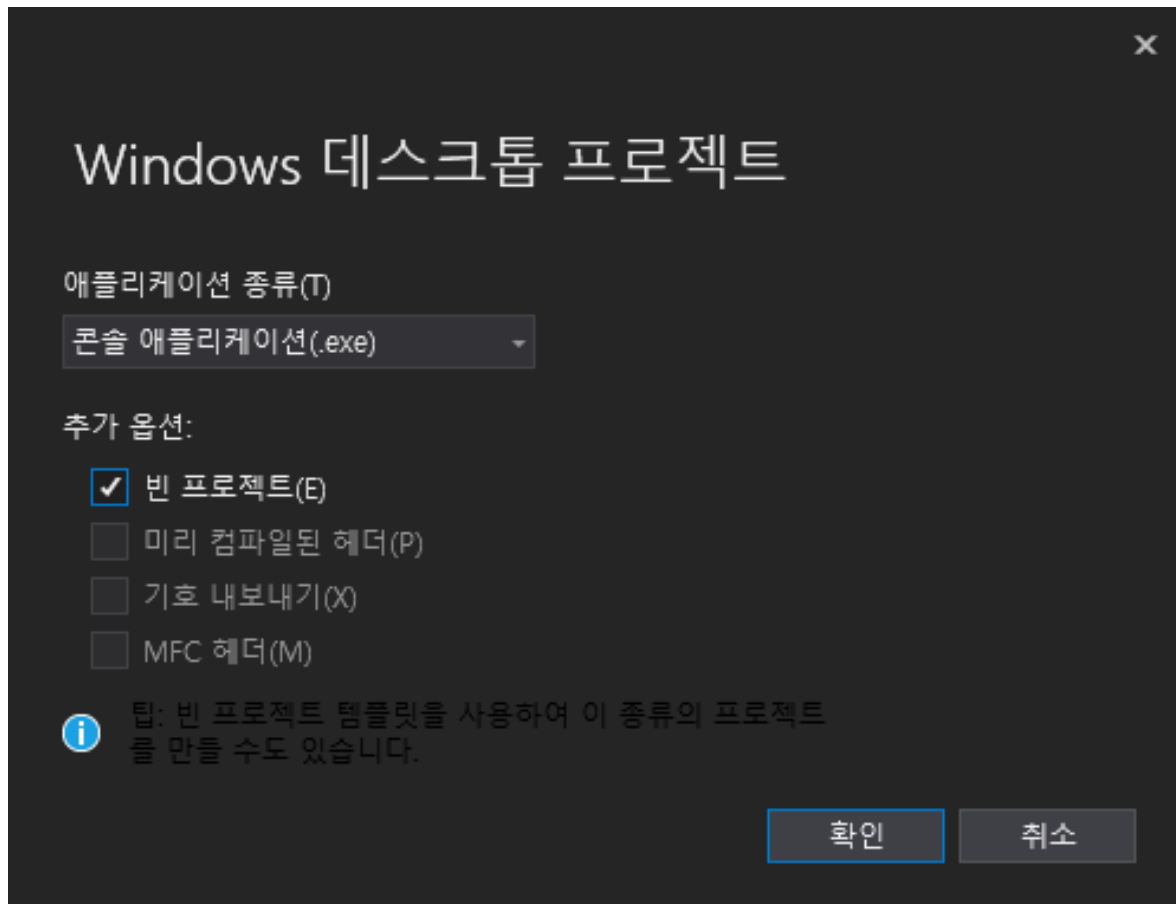 Windows 데스크톱 프로젝트
애플리케이션 종류(T)
콘솔 애플리케이션(.exe)
추가 옵션:
빈 프로젝트(E)
미리 컴파일된 헤더(P)
기호 내보내기(X)
MFC 헤더(M)
팁: 빈 프로젝트 템플릿을 사용하여 이 종류의 프로젝트
를 만들 수도 있습니다.
확인 취소